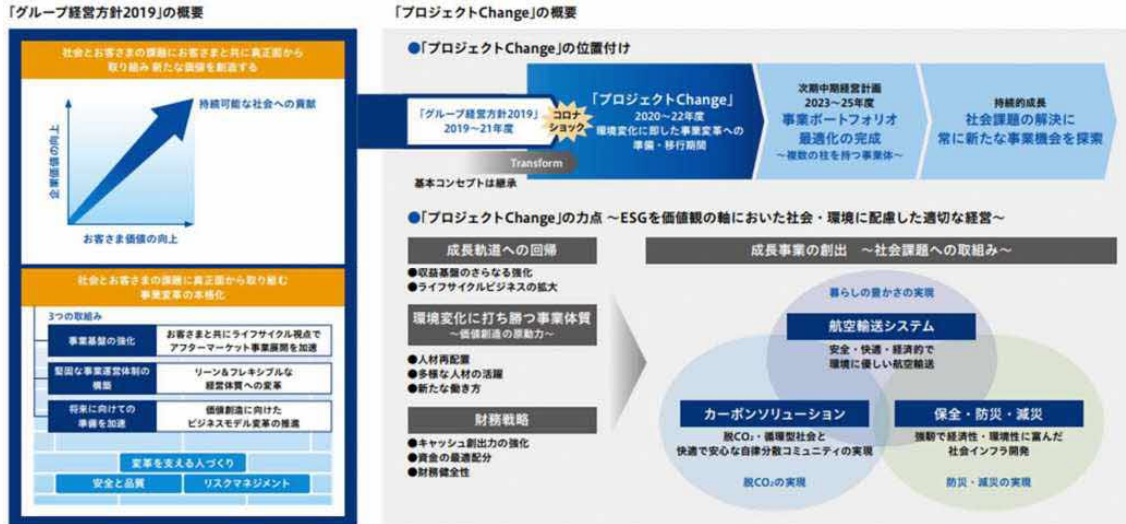 「グループ経営方針2019」の概要
社会とお客さまの課題にお客さまと共に真正面から
取り組み 新たな価値を創造する
持続可能な社会への貢献
企業価値の向上
お客さま価値の向上
社会とお客さまの課題に真正面から取り組む
事業変革の本格化
3つの取組み
事業基盤の強化
お客さまと共にライフサイクル視点で
アフターマーケット事業展開を加速
堅固な事業運営体制の
構築
リーン&フレキシブルな
経営体質への変革
将来に向けての
準備を加速
価値創造に向けた
ビジネスモデル変革の推進
変革を支える人づくり
安全と品質
リスクマネジメント
「プロジェクトChange」の概要
●「プロジェクトChange」の位置付け
「グループ経営方針2019」
2019〜21年度
コロナ
ショック
Transform
基本コンセプトは継承
「プロジェクトChange」
2020〜22年度
環境変化に即した事業変革への
準備・移行期間
次期中期経営計画
2023〜25年度
事業ポートフォリオ
最適化の完成
〜複数の柱を持つ事業体〜
持続的成長
社会課題の解決に
常に新たな事業機会を探索
●「プロジェクトChange」の力点 〜ESGを価値観の軸においた社会・環境に配慮した適切な経営〜
成長軌道への回帰
●収益基盤のさらなる強化
●ライフサイクルビジネスの拡大
環境変化に打ち勝つ事業体質
〜価値創造の原動力〜
●人材再配置
●多様な人材の活躍
●新たな働き方
財務戦略
●キャッシュ創出力の強化
●資金の最適配分
●財務健全性
成長事業の創出 〜社会課題への取組み〜
暮らしの豊かさの実現
航空輸送システム
安全・快適・経済的で
環境に優しい航空輸送
カーボンソリューション
脱CO₂・循環型社会と
快適で安心な自律分散コミュニティの実現
脱CO₂の実現
保全・防災・減災
強靭で経済性・環境性に富んだ
社会インフラ開発
防災・減災の実現